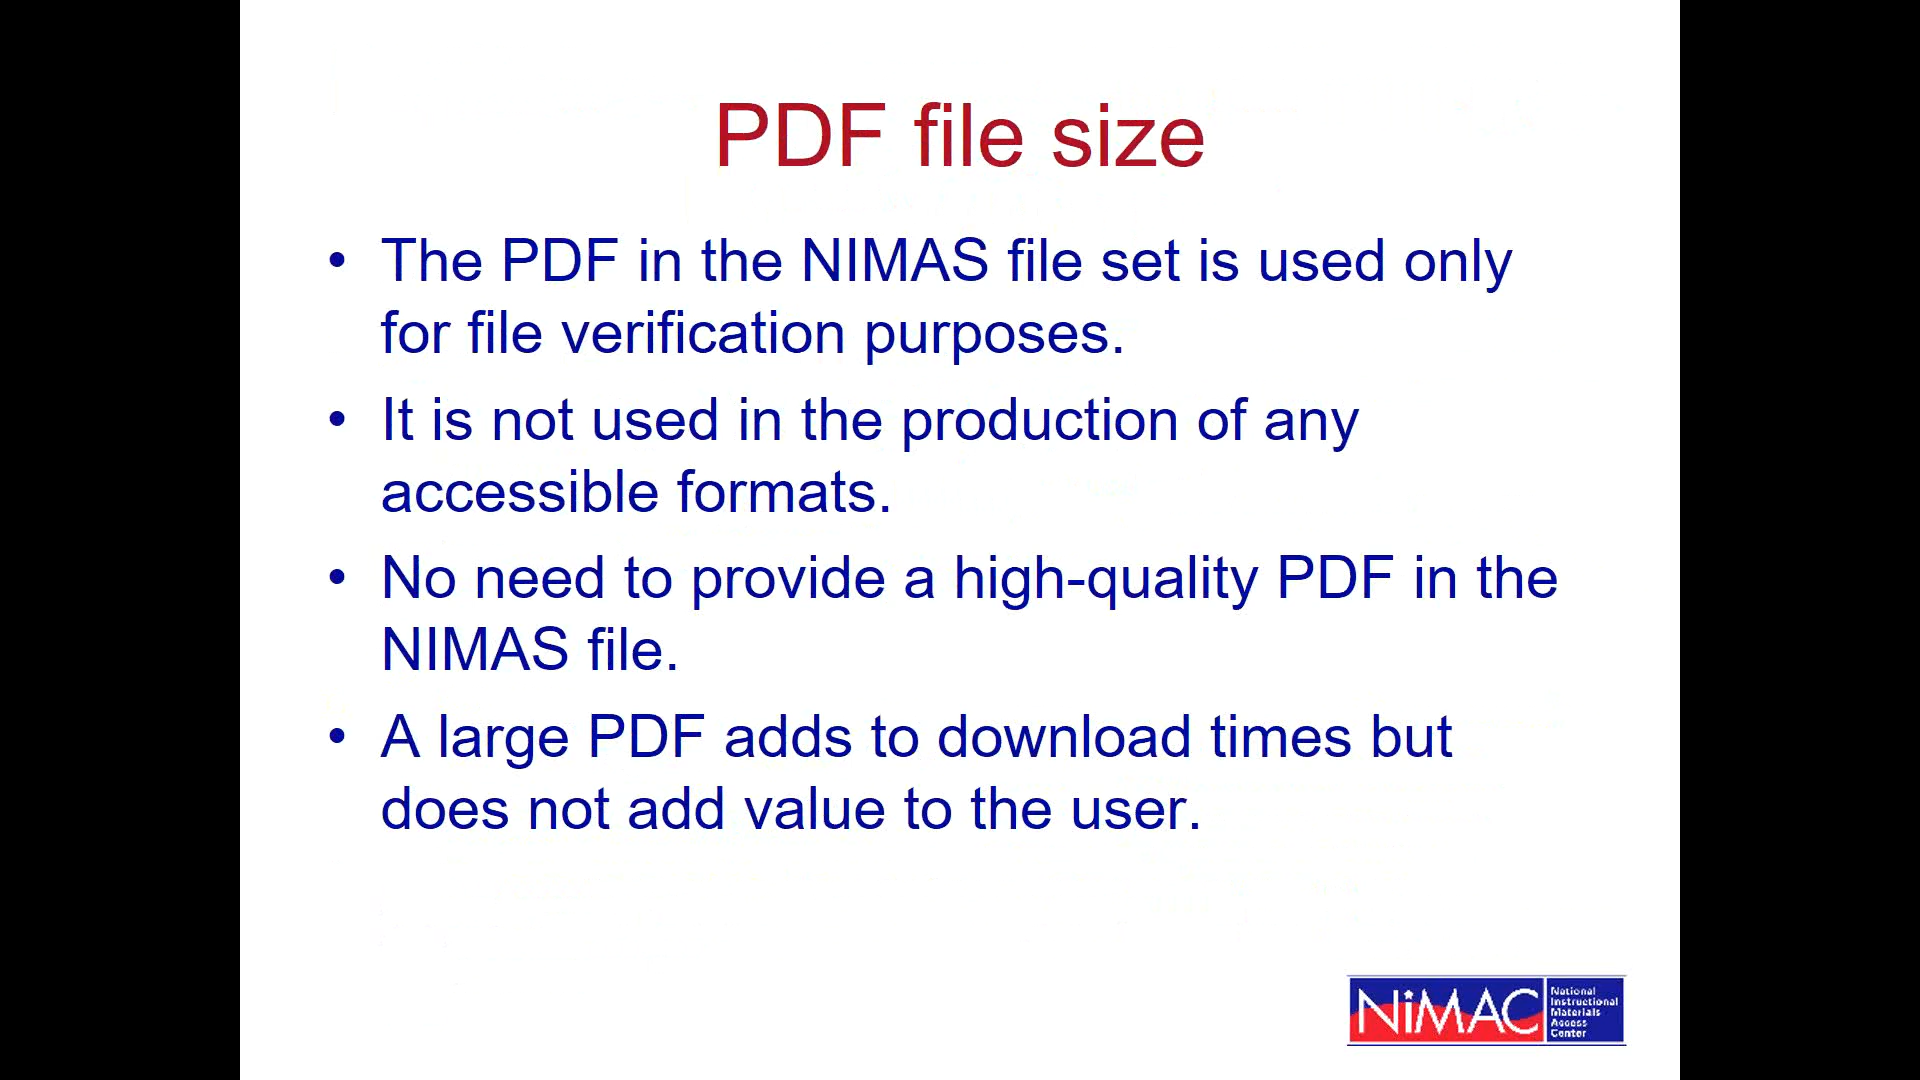 PDF file size
• The PDF in the NIMAS file set is used only
for file verification purposes.
• It is not used in the production of any
accessible formats.
• No need to provide a high-quality PDF in the
NIMAS file.
• A large PDF adds to download times but
does not add value to the user.
NiMAC
National
Instructional
Materials
Access
Center